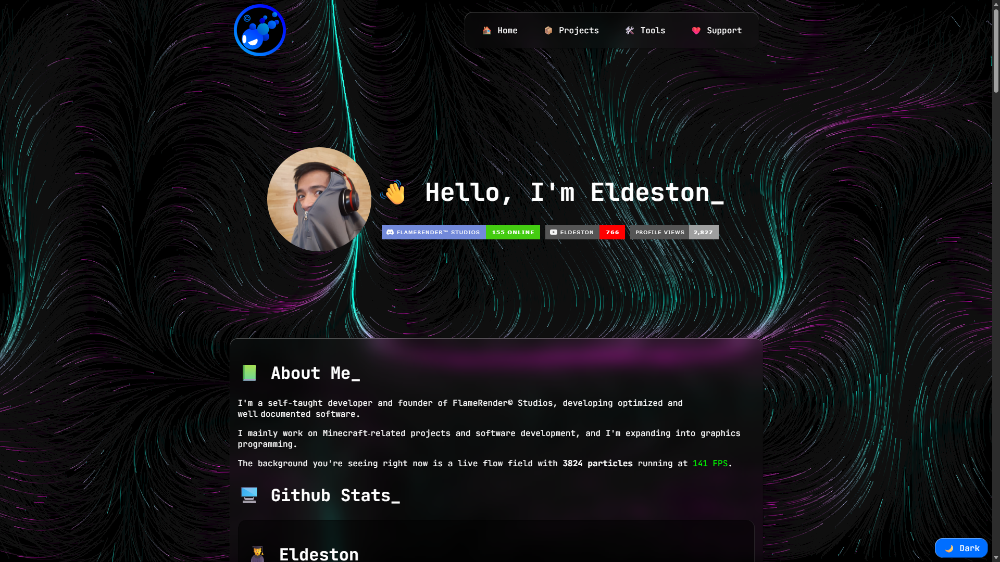 ©
Home
Projects
Tools
Support
Hello, I'm Eldeston_
FLAMERENDER™ STUDIOS 155 ONLINE
ELDESTON 766
PROFILE VIEWS 2,827
About Me_
I'm a self-taught developer and founder of FlameRender© Studios, developing optimized and
well-documented software.
I mainly work on Minecraft-related projects and software development, and I'm expanding into graphics
programming.
The background you're seeing right now is a live flow field with 3824 particles running at 141 FPS.
Github Stats_
Eldeston
Dark